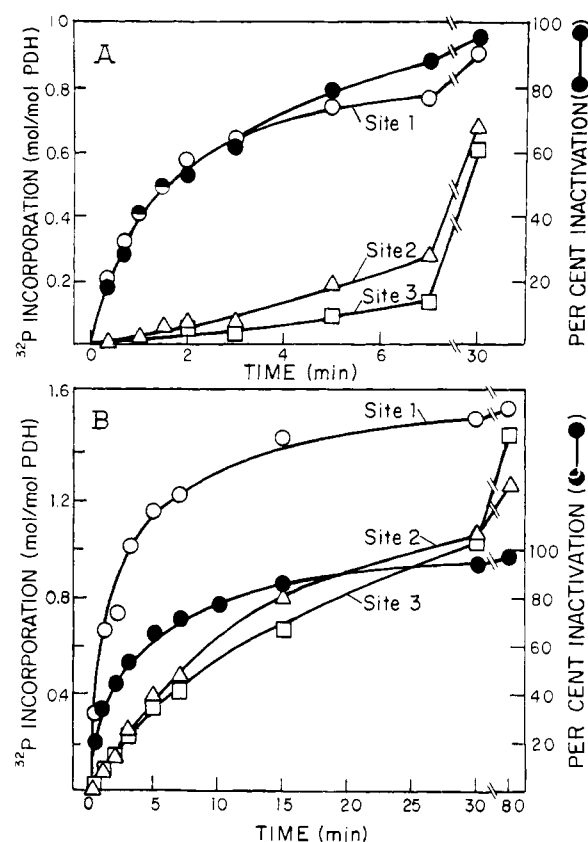 A
1.0
0.8
0.6
0.4
0.2
0 2 4 6 30
100
80
60
40
20
Site 1
Site 2
Site 3
³²P INCORPORATION (mol/mol PDH)
PER CENT INACTIVATION (●—●)
TIME (min)
B
1.6
1.2
0.8
0.4
0 5 10 15 20 25 30 80
100
80
60
40
20
Site 1
Site 2
Site 3
³²P INCORPORATION (mol/mol PDH)
PER CENT INACTIVATION (●—●)
TIME (min)